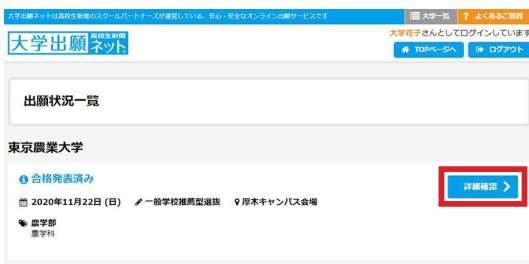 大学出願ネットは高校生新聞のスクールパートナーズが運営している、安心・安全なオンライン出願サービスです
大学一覧
? よくあるご質問
大学出願ネット
高校生新聞
大学花子さんとしてログインしています
TOPページへ
ログアウト
出願状況一覧
東京農業大学
合格発表済み
詳細確認
2020年11月22日 (日) 一般学校推薦型選抜 厚木キャンパス会場
農学部
農学科